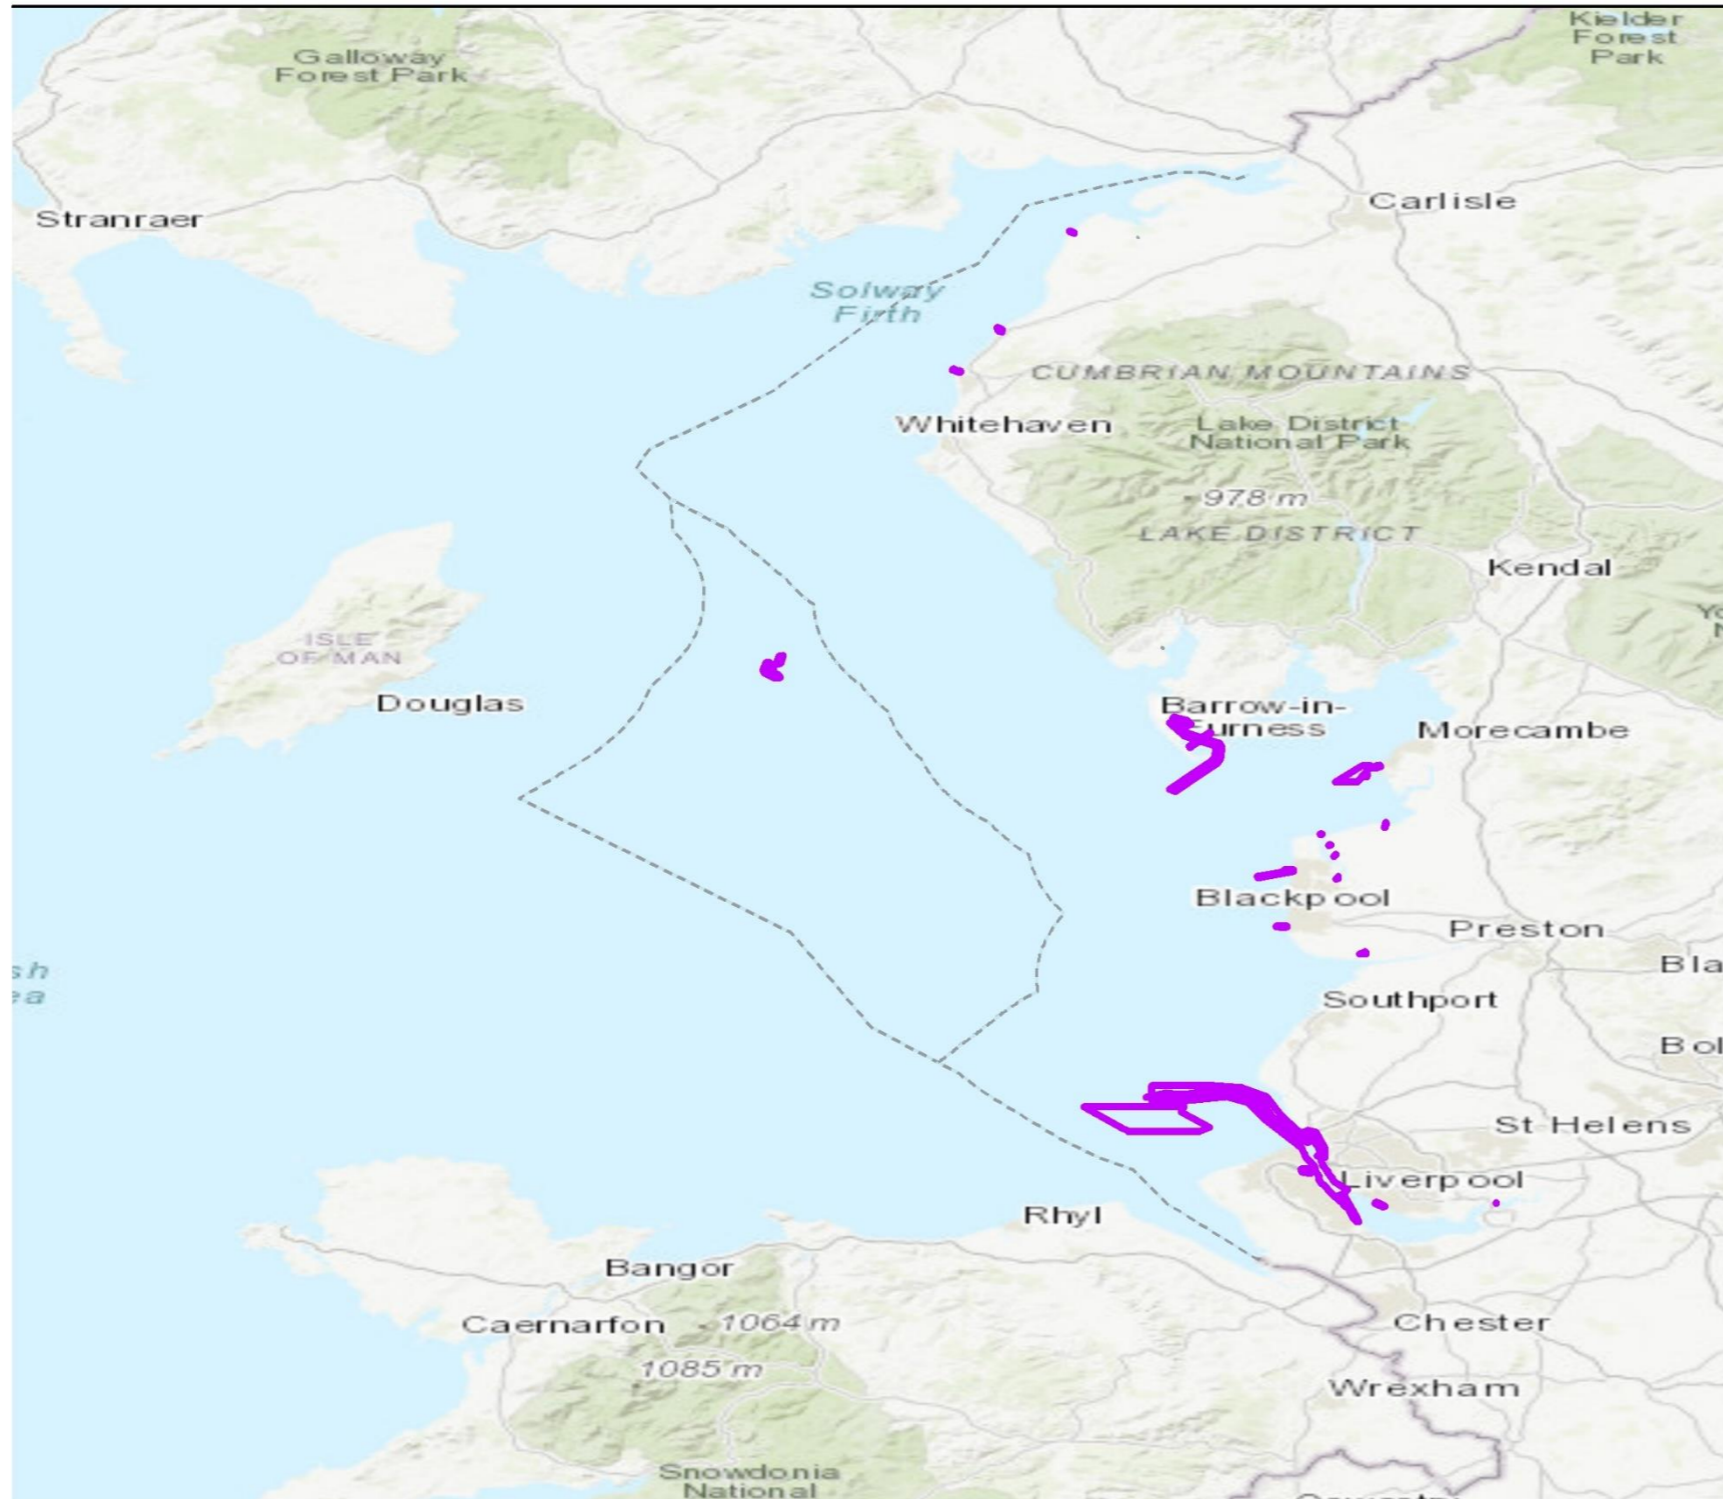 Kielder
Forest
Park
Galloway
Forest Park
Carlisle
Stranraer
Solway
Firth
CUMBRIAN MOUNTAINS
Whitehaven
Lake District
National Park
978 m
LAKE DISTRICT
Kendal
ISLE
OF MAN
Douglas
Barrow-in-
Furness
Morecambe
Blackpool
Preston
Southport
St Helens
Liverpool
Rhyl
Bangor
Caernarfon
1064 m
Chester
1085 m
Wrexham
Snowdonia
National